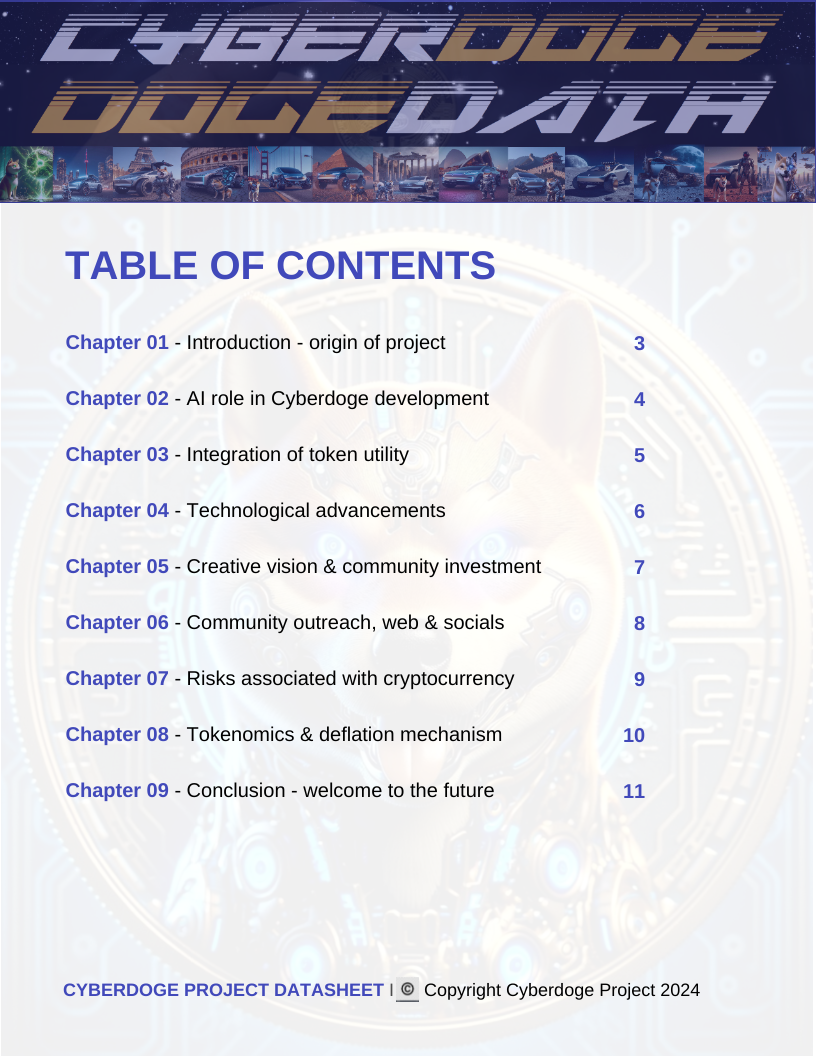 CYBERDOGE
DOGEDATA
TABLE OF CONTENTS
Chapter 01 - Introduction - origin of project 3
Chapter 02 - AI role in Cyberdoge development 4
Chapter 03 - Integration of token utility 5
Chapter 04 - Technological advancements 6
Chapter 05 - Creative vision & community investment 7
Chapter 06 - Community outreach, web & socials 8
Chapter 07 - Risks associated with cryptocurrency 9
Chapter 08 - Tokenomics & deflation mechanism 10
Chapter 09 - Conclusion - welcome to the future 11
CYBERDOGE PROJECT DATASHEET | © Copyright Cyberdoge Project 2024